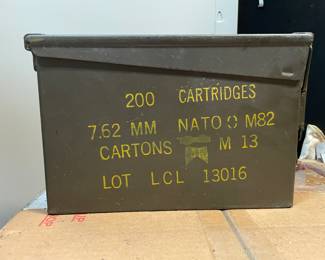 200 CARTRIDGES
7.62 MM NATO M82
CARTONS M 13
LOT LCL 13016